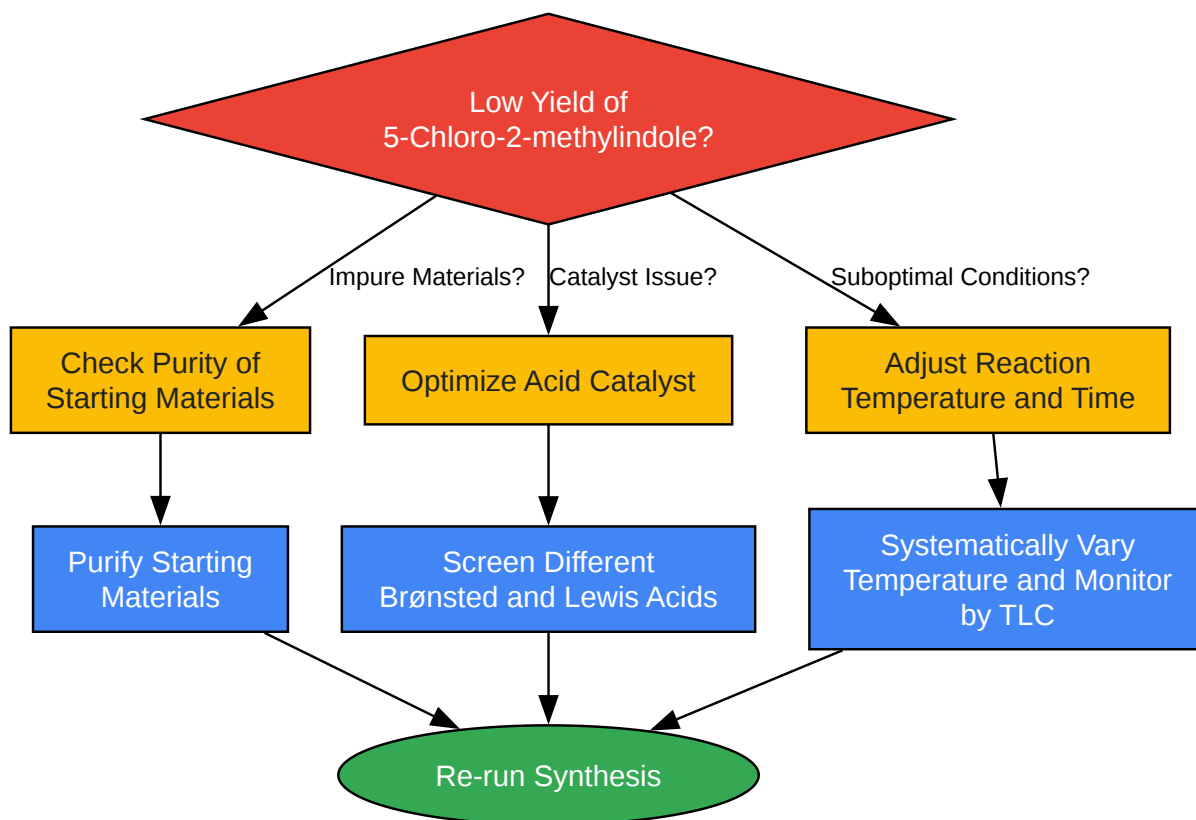 Low Yield of
5-Chloro-2-methylindole?
Impure Materials?
Catalyst Issue?
Suboptimal Conditions?
Check Purity of
Starting Materials
Optimize Acid Catalyst
Adjust Reaction
Temperature and Time
Purify Starting
Materials
Screen Different
Brønsted and Lewis Acids
Systematically Vary
Temperature and Monitor
by TLC
Re-run Synthesis